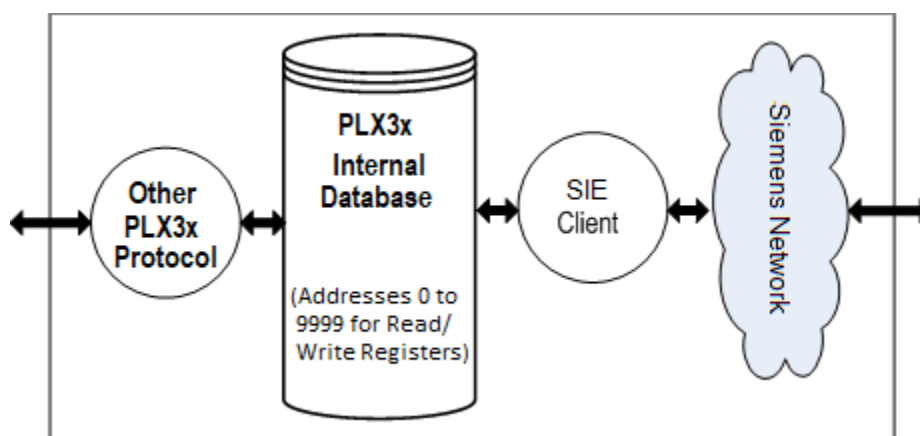 Other
PLX3x
Protocol
PLX3x
Internal
Database
(Addresses 0 to
9999 for Read/
Write Registers)
SIE
Client
Siemens Network